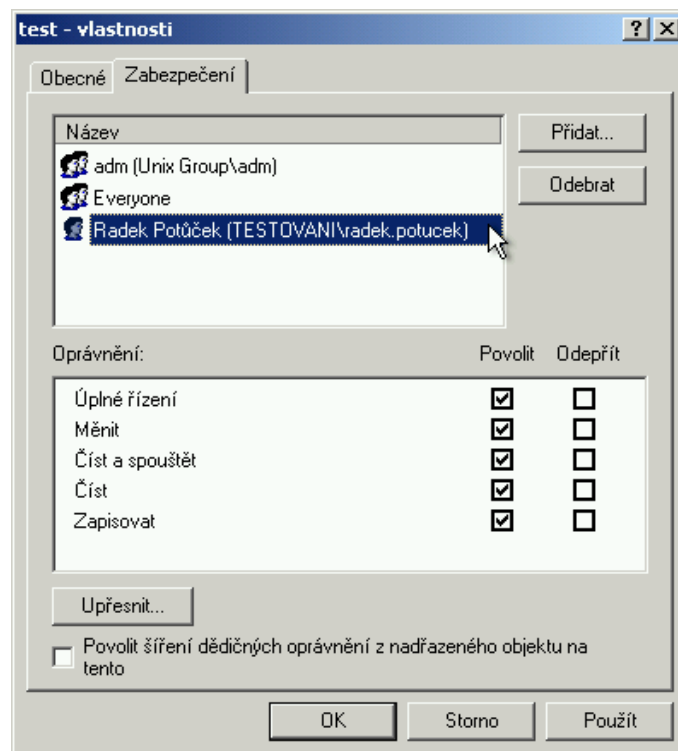 test - vlastnosti
Obecné Zabezpečení
Název
Přidat...
adm (Unix Group\adm)
Odebrat
Everyone
Radek Potůček (TESTOVANI\radek.potucek)
Oprávnění: Povolit Odepřít
Úplné řízení
Měnit
Číst a spouštět
Číst
Zapisovat
Upřesnit...
Povolit šíření dědičných oprávnění z nadřazeného objektu na
tento
OK Storno Použít